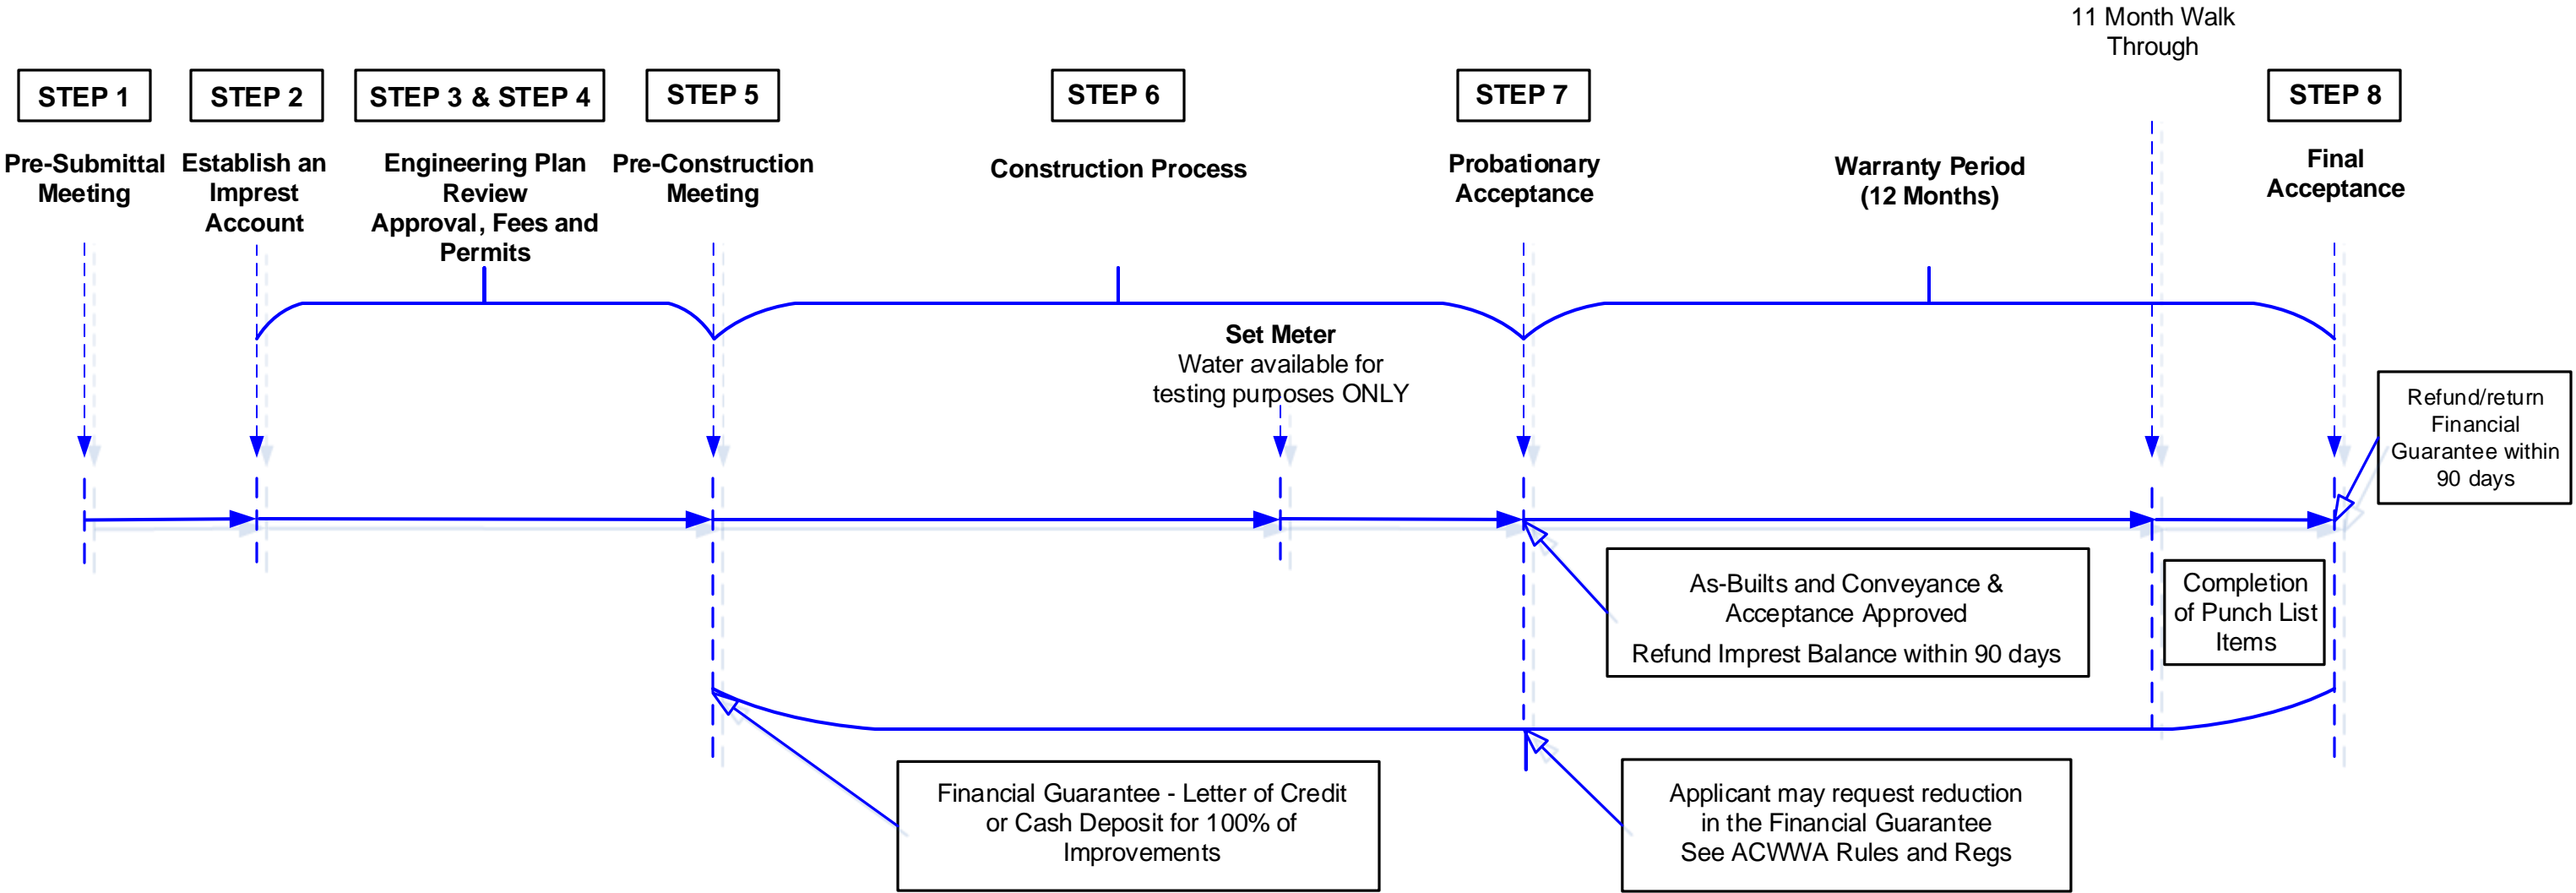 11 Month Walk
Through
STEP 1
STEP 2
STEP 3 & STEP 4
STEP 5
STEP 6
STEP 7
STEP 8
Pre-Submittal
Meeting
Establish an
Imprest
Account
Engineering Plan
Review
Approval, Fees and
Permits
Pre-Construction
Meeting
Construction Process
Probationary
Acceptance
Warranty Period
(12 Months)
Final
Acceptance
Set Meter
Water available for
testing purposes ONLY
Refund/return
Financial
Guarantee within
90 days
As-Builts and Conveyance &
Acceptance Approved
Refund Imprest Balance within 90 days
Completion
of Punch List
Items
Financial Guarantee - Letter of Credit
or Cash Deposit for 100% of
Improvements
Applicant may request reduction
in the Financial Guarantee
See ACWWA Rules and Regs